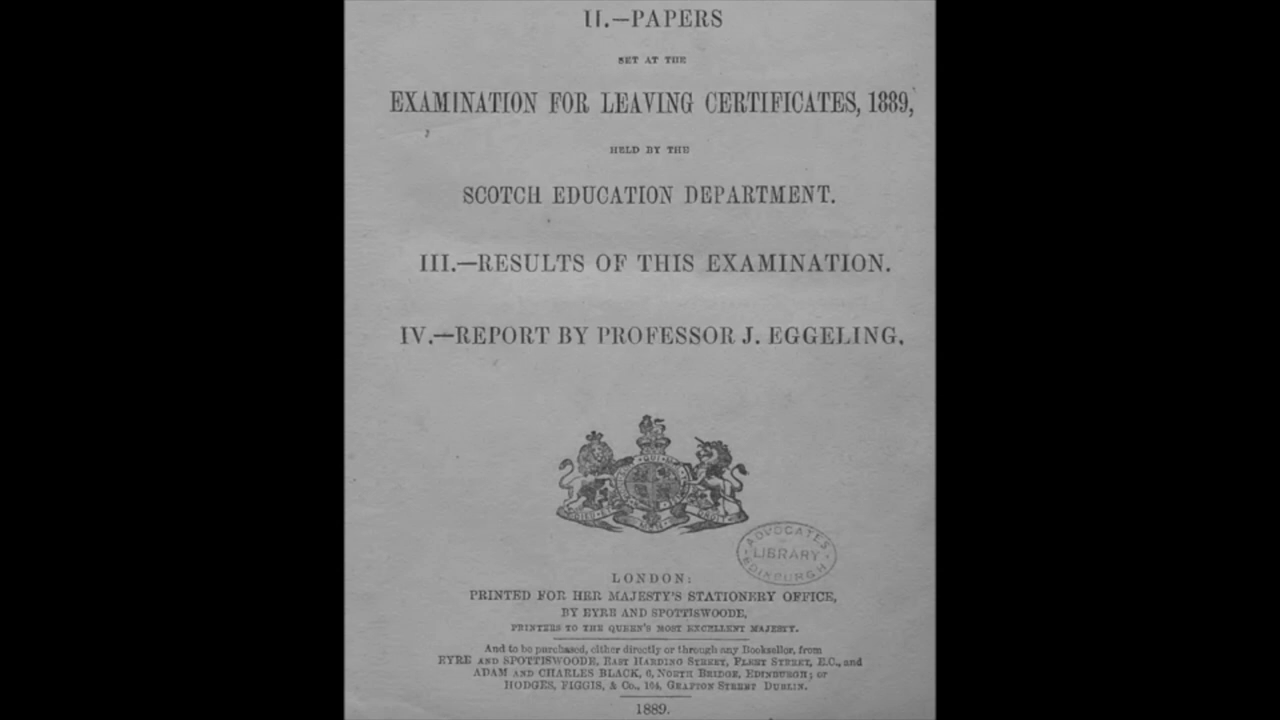 II.—PAPERS
SET AT THE
EXAMINATION FOR LEAVING CERTIFICATES, 1889,
HELD BY THE
SCOTCH EDUCATION DEPARTMENT.
III.—RESULTS OF THIS EXAMINATION.
IV.—REPORT BY PROFESSOR J. EGGELING.
ADVOCATES
LIBRARY
EDINBURGH
LONDON:
PRINTED FOR HER MAJESTY'S STATIONERY OFFICE,
BY EYRE AND SPOTTISWOODE,
PRINTERS TO THE QUEEN'S MOST EXCELLENT MAJESTY.
And to be purchased, either directly or through any Bookseller, from
EYRE AND SPOTTISWOODE, EAST HARDING STREET, FLEET STREET, E.C., and
ADAM AND CHARLES BLACK, 6, NORTH BRIDGE, EDINBURGH; or
HODGES, FIGGIS, & Co., 104, GRAFTON STREET DUBLIN.
1889.